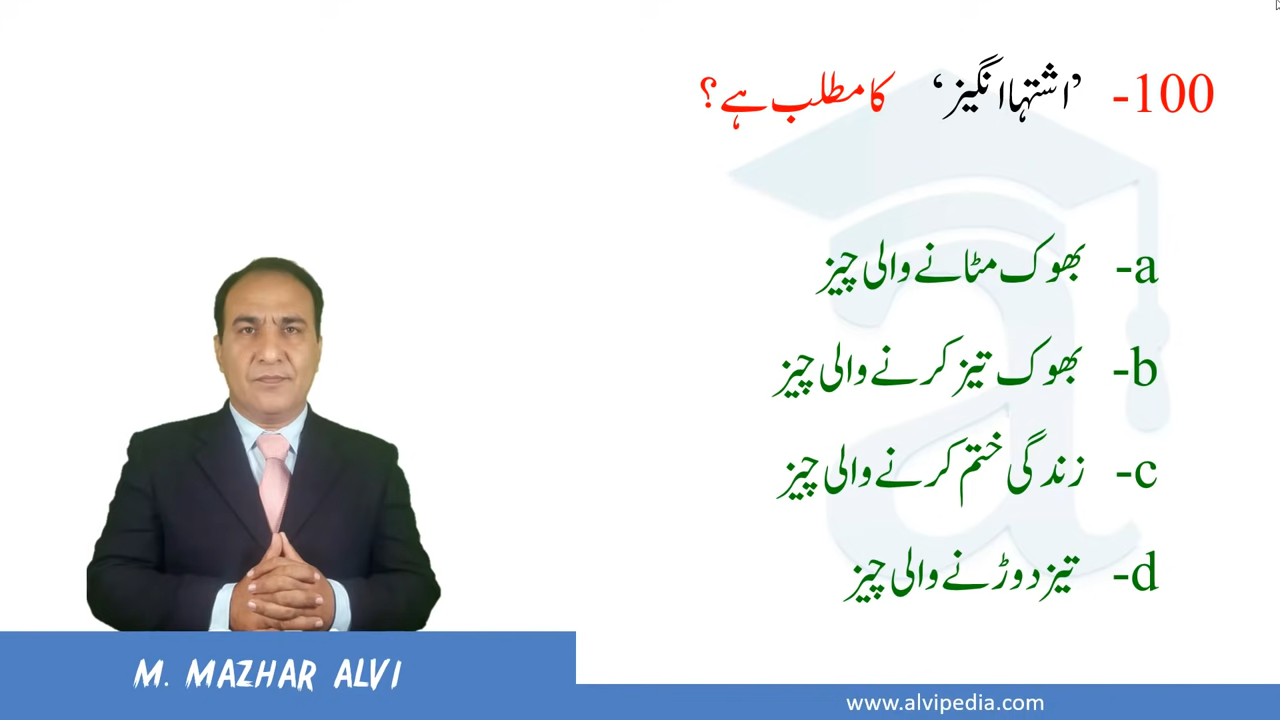 100- ’اشتہا انگیز‘ کا مطلب ہے؟
a- بھوک مٹانے والی چیز
b- بھوک تیز کرنے والی چیز
c- زندگی ختم کرنے والی چیز
d- تیز دوڑنے والی چیز
M. MAZHAR ALVI
www.alvipedia.com